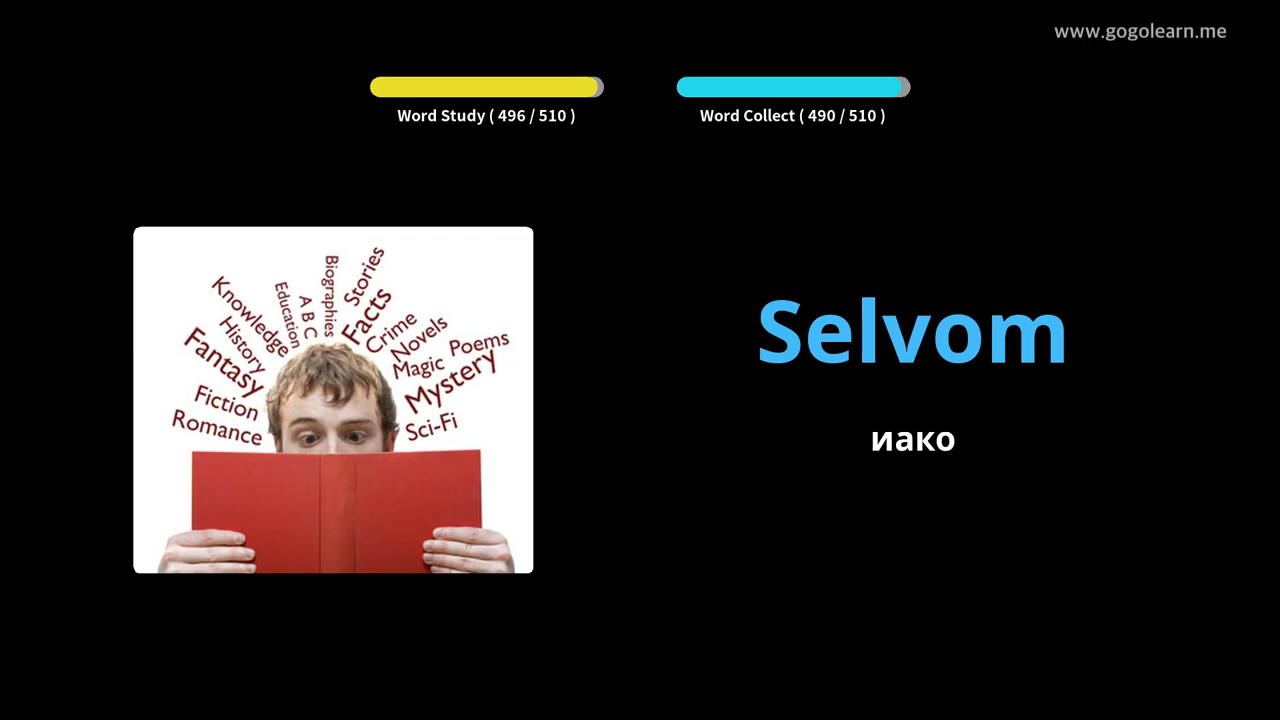 www.gogolearn.me
Word Study ( 496 / 510 )
Word Collect ( 490 / 510 )
Knowledge
History
Fantasy
Fiction
Romance
Education
A B C
Biographies
Stories
Facts
Crime
Novels
Magic
Poems
Mystery
Sci-Fi
Selvom
иако